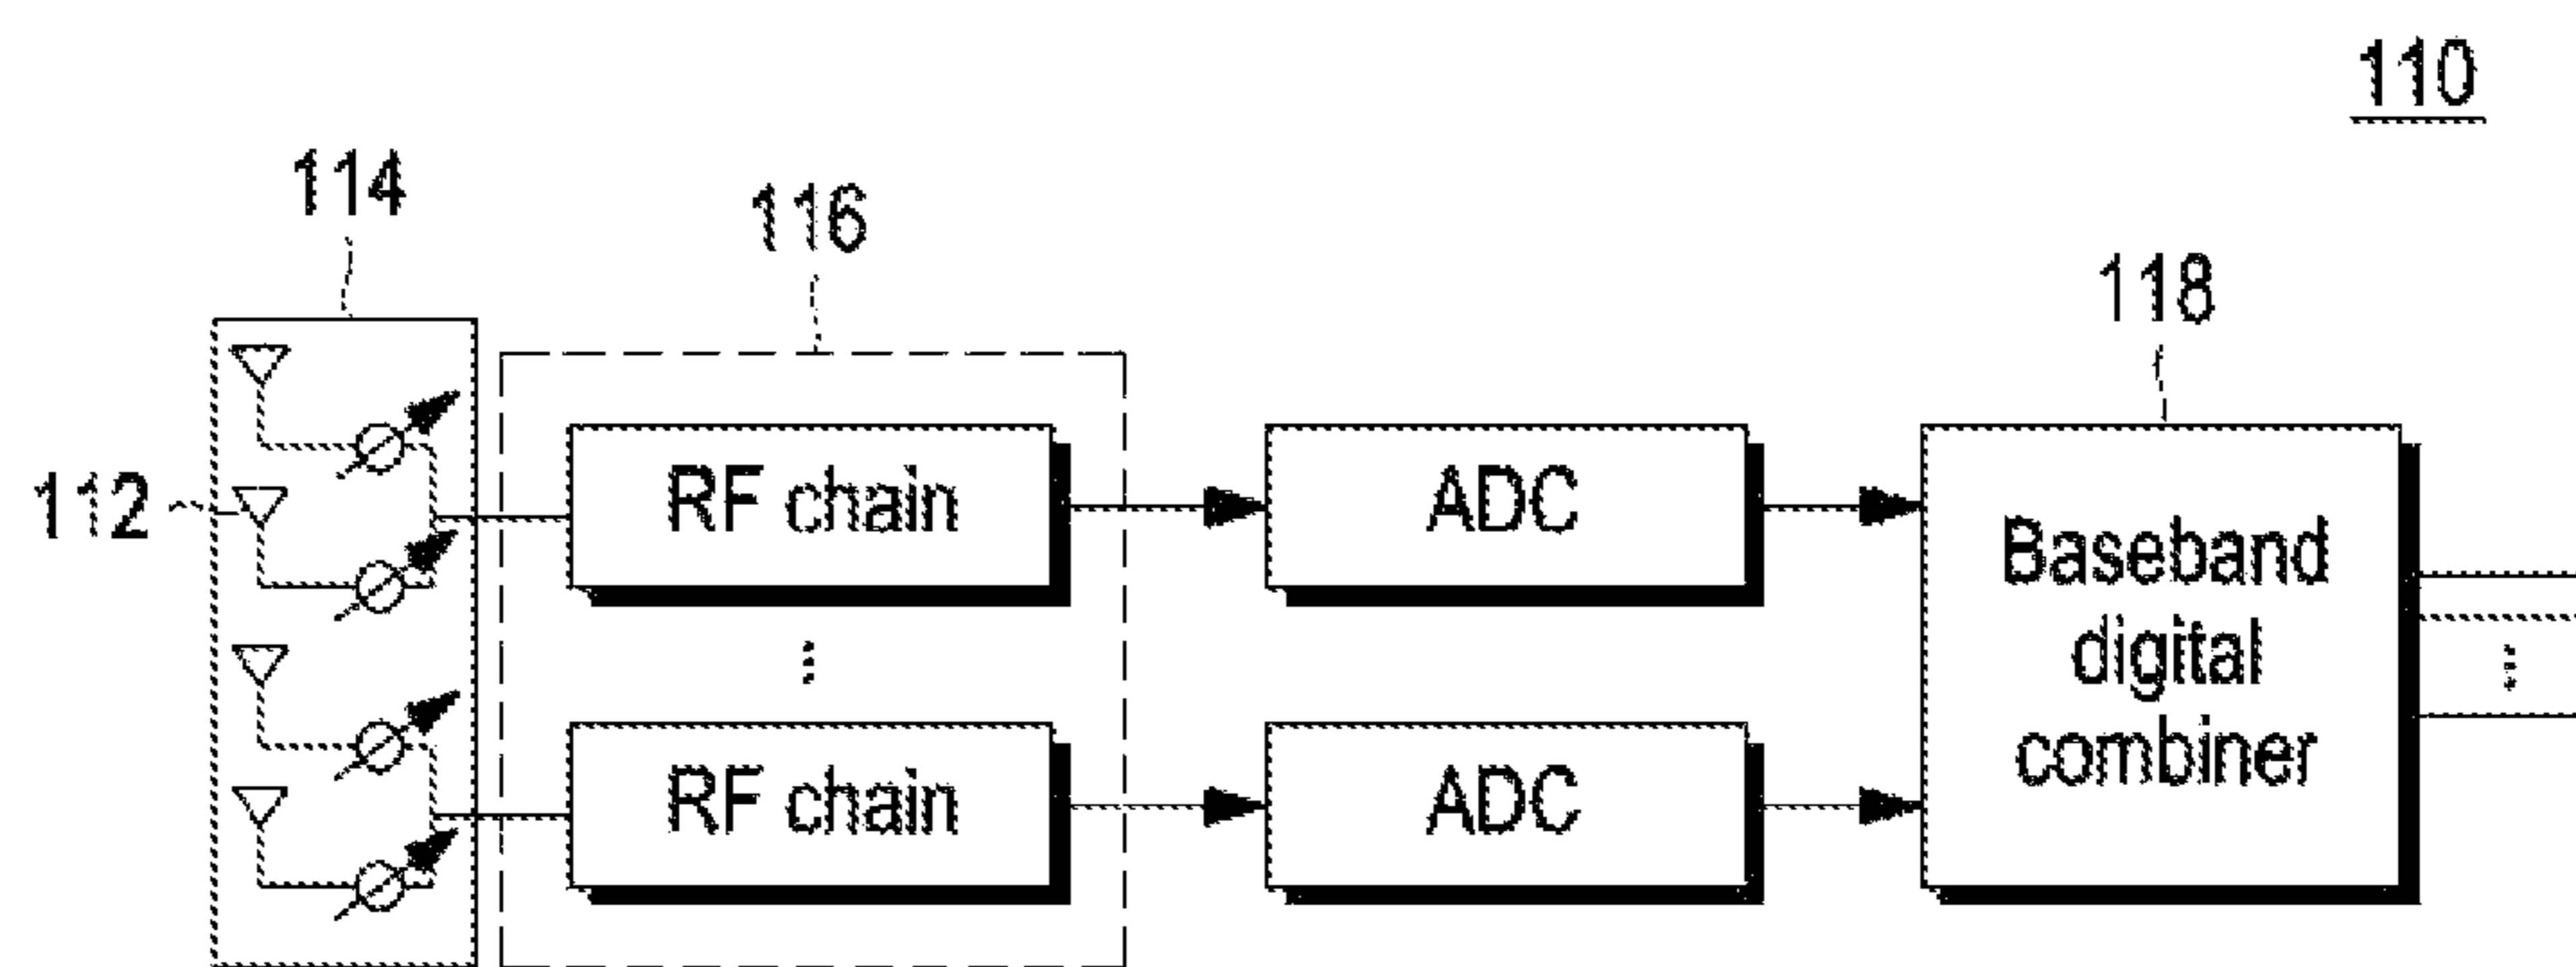 110
114
116
118
112
RF chain
ADC
Baseband
digital
combiner
RF chain
ADC